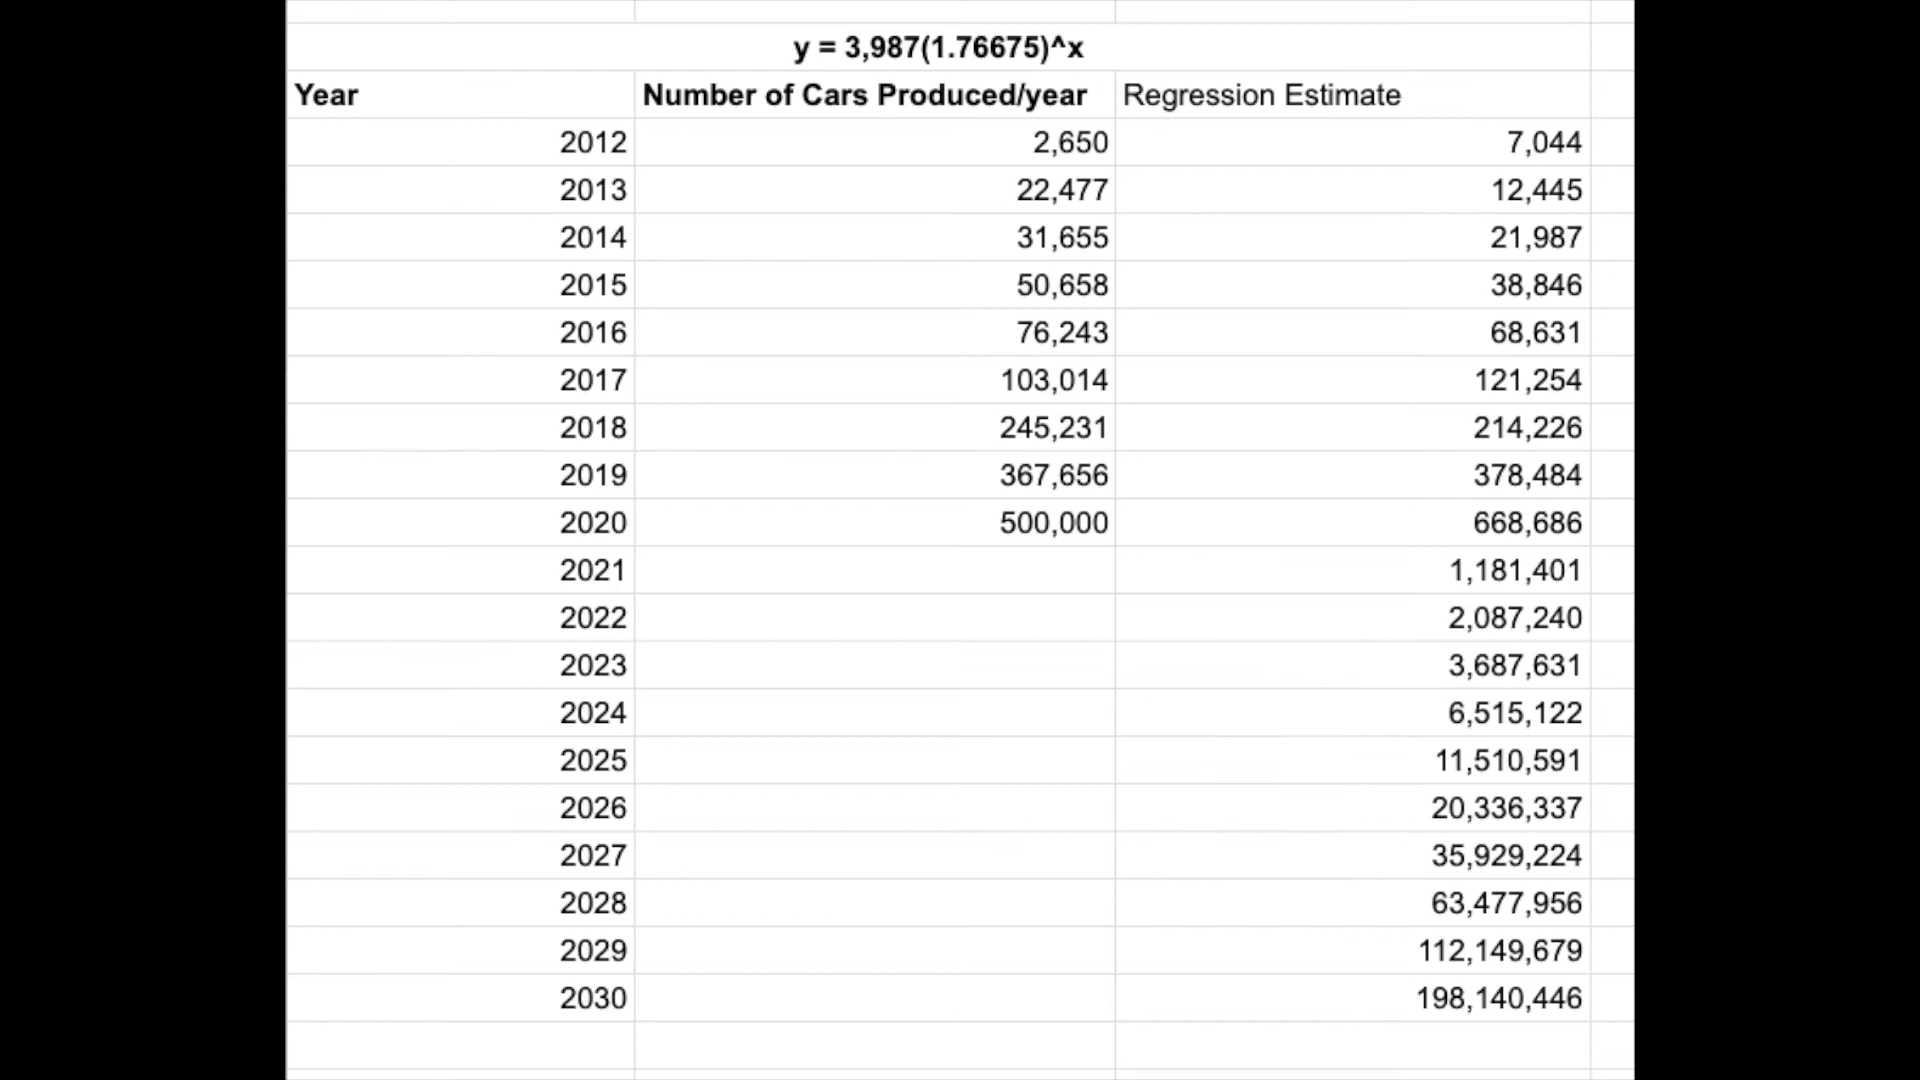 y = 3,987(1.76675)^x
Year Number of Cars Produced/year Regression Estimate
2012 2,650 7,044
2013 22,477 12,445
2014 31,655 21,987
2015 50,658 38,846
2016 76,243 68,631
2017 103,014 121,254
2018 245,231 214,226
2019 367,656 378,484
2020 500,000 668,686
2021 1,181,401
2022 2,087,240
2023 3,687,631
2024 6,515,122
2025 11,510,591
2026 20,336,337
2027 35,929,224
2028 63,477,956
2029 112,149,679
2030 198,140,446